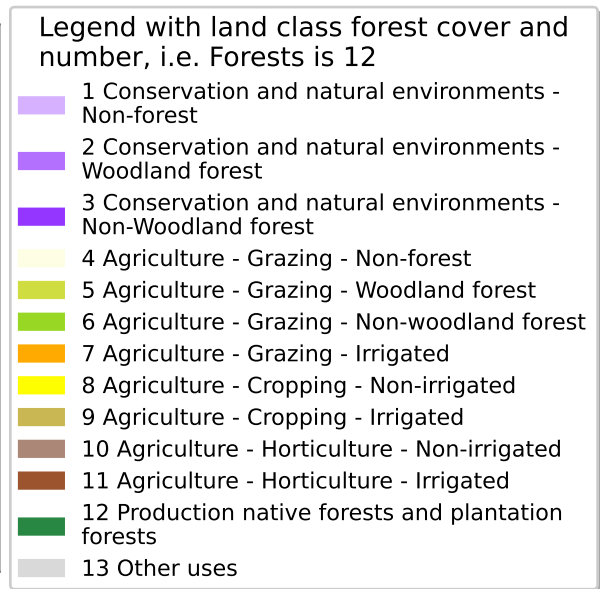 Legend with land class forest cover and
number, i.e. Forests is 12
1 Conservation and natural environments -
Non-forest
2 Conservation and natural environments -
Woodland forest
3 Conservation and natural environments -
Non-Woodland forest
4 Agriculture - Grazing - Non-forest
5 Agriculture - Grazing - Woodland forest
6 Agriculture - Grazing - Non-woodland forest
7 Agriculture - Grazing - Irrigated
8 Agriculture - Cropping - Non-irrigated
9 Agriculture - Cropping - Irrigated
10 Agriculture - Horticulture - Non-irrigated
11 Agriculture - Horticulture - Irrigated
12 Production native forests and plantation
forests
13 Other uses